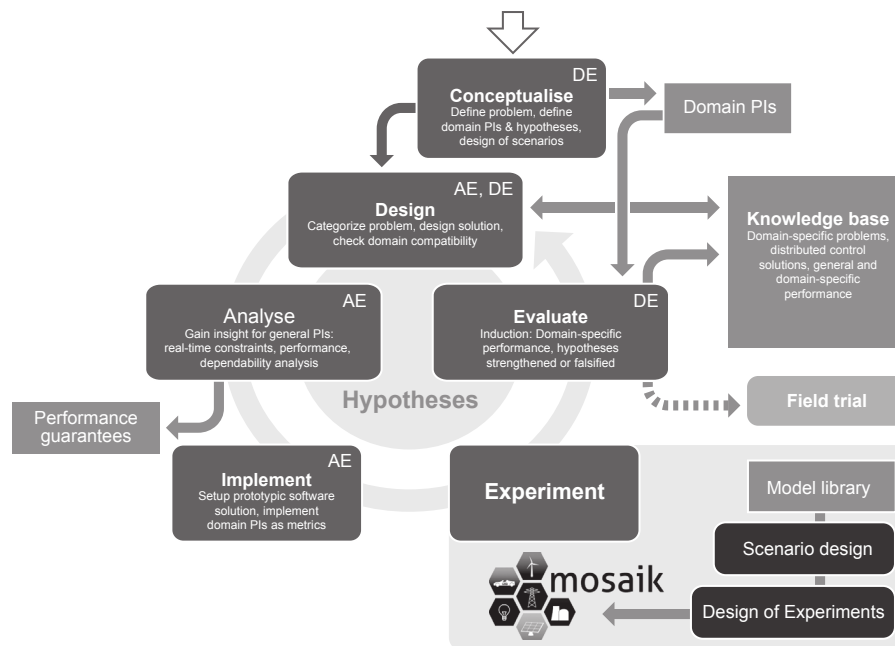 DE
Conceptualise
Define problem, define
domain PIs & hypotheses,
design of scenarios
Domain PIs
AE, DE
Design
Categorize problem, design solution,
check domain compatibility
Knowledge base
Domain-specific problems,
distributed control
solutions, general and
domain-specific
performance
AE
Analyse
Gain insight for general PIs:
real-time constraints, performance,
dependability analysis
DE
Evaluate
Induction: Domain-specific
performance, hypotheses
strengthened or falsified
Hypotheses
Field trial
Performance
guarantees
AE
Implement
Setup prototypic software
solution, implement
domain PIs as metrics
Experiment
Model library
Scenario design
mosaik
Design of Experiments